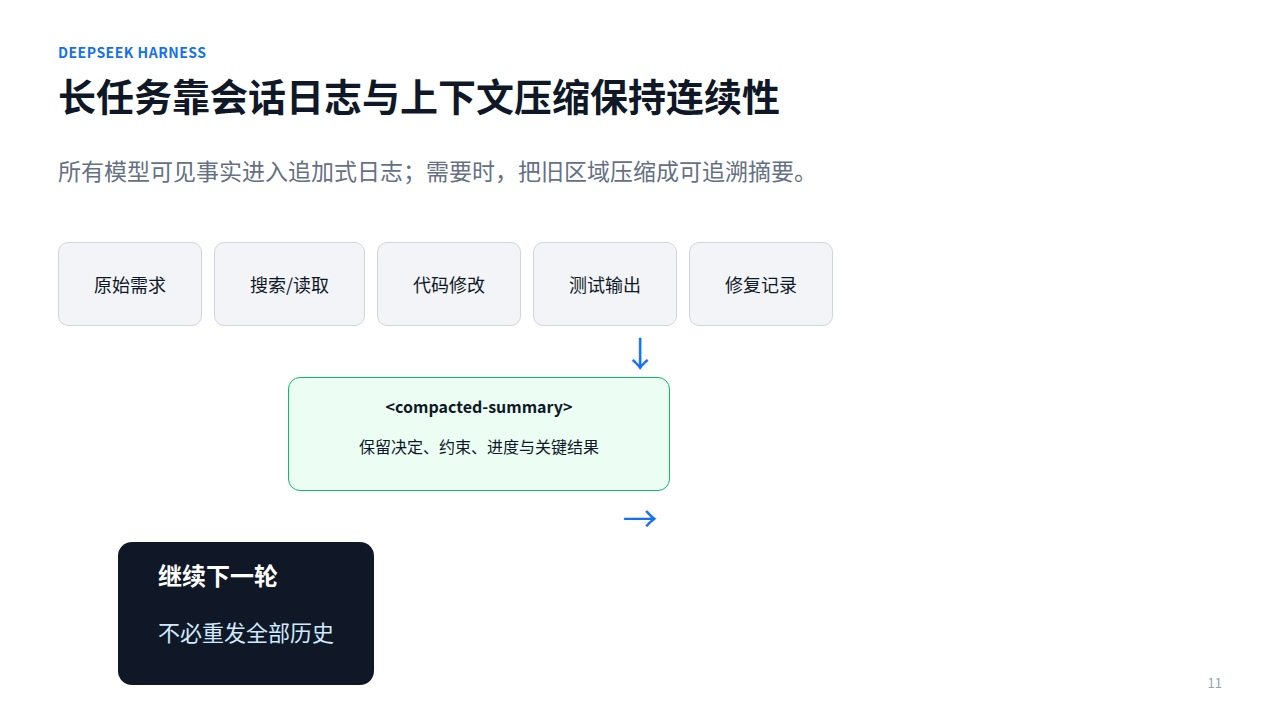 DEEPSEEK HARNESS
长任务靠会话日志与上下文压缩保持连续性
所有模型可见事实进入追加式日志；需要时，把旧区域压缩成可追溯摘要。
原始需求
搜索/读取
代码修改
测试输出
修复记录
↓
<compacted-summary>
保留决定、约束、进度与关键结果
→
继续下一轮
不必重发全部历史
11